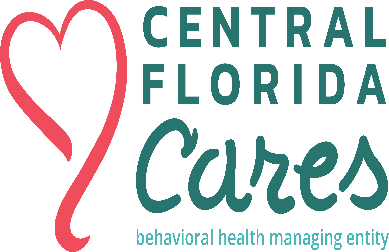 CENTRAL
FLORIDA
Cares
behavioral health managing entity